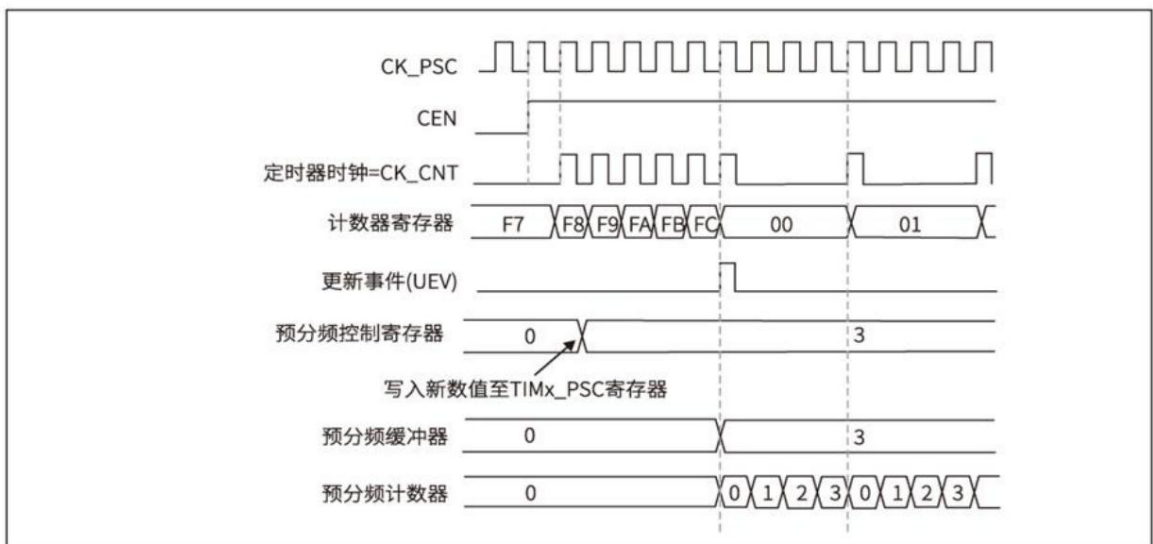 CK_PSC
CEN
定时器时钟=CK_CNT
计数器寄存器 F7 F8 F9 FA FB FC 00 01
更新事件(UEV)
预分频控制寄存器 0 3
写入新数值至TIMx_PSC寄存器
预分频缓冲器 0 3
预分频计数器 0 0 1 2 3 0 1 2 3